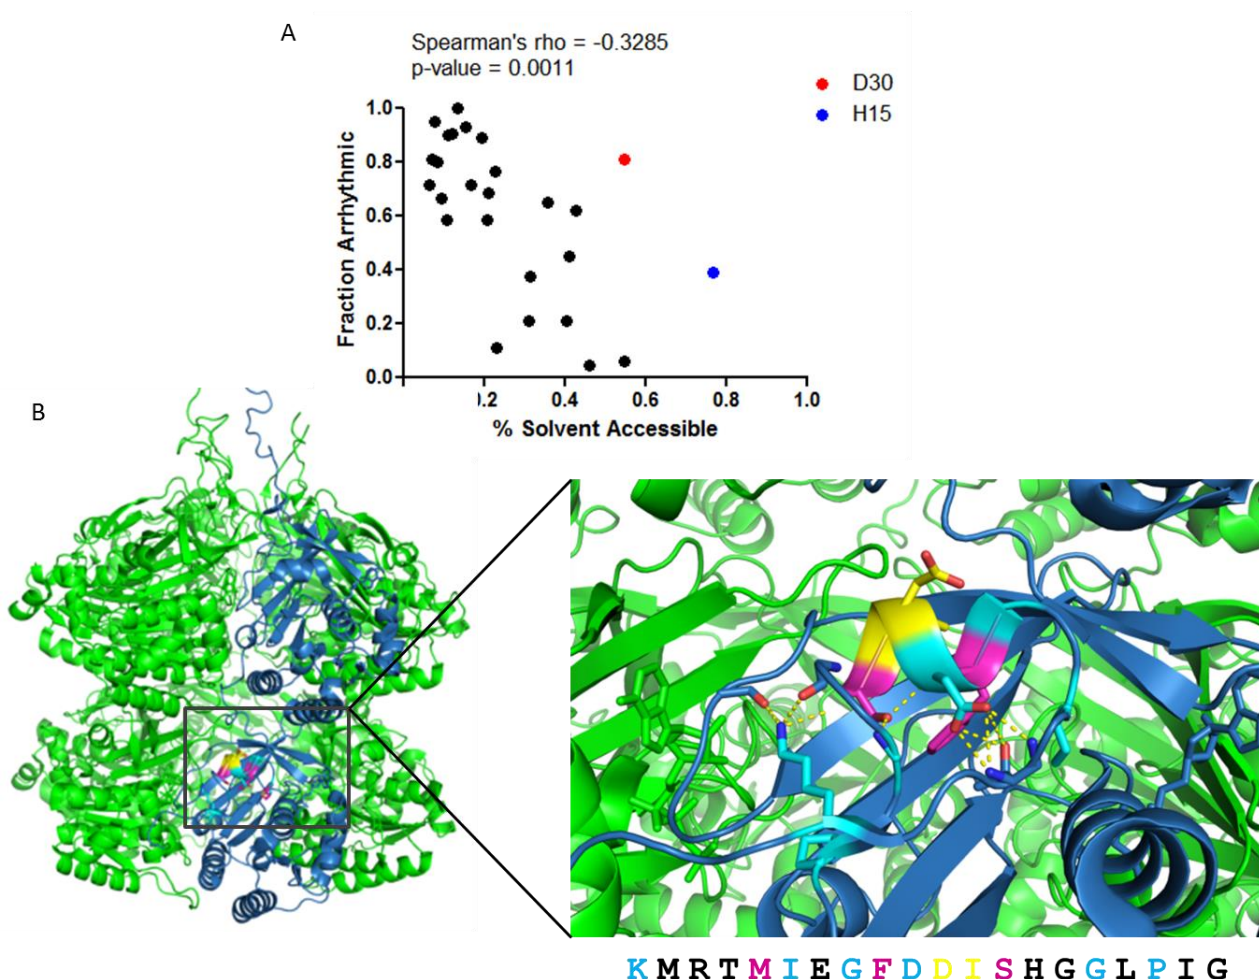 A
Spearman's rho = -0.3285
p-value = 0.0011
D30
H15
1.0
0.8
0.6
0.4
0.2
0.0
Fraction Arrhythmic
0.2 0.4 0.6 0.8 1.0
% Solvent Accessible
B
KMRTMIEGFDDISHGGLPIG